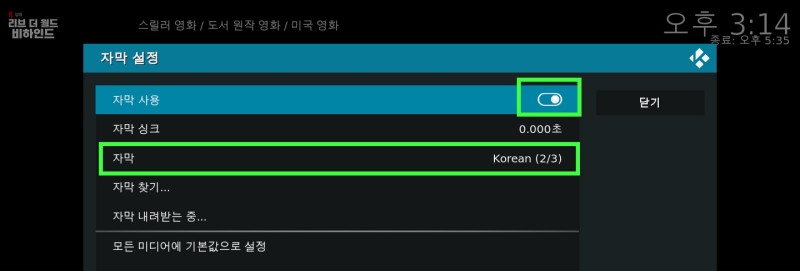 리브 더 월드
비하인드
스릴러 영화 / 도서 원작 영화 / 미국 영화
오후 3:14
종료: 오후 5:35
자막 설정
자막 사용
닫기
자막 싱크 0.000초
자막 Korean (2/3)
자막 찾기...
자막 내려받는 중...
모든 미디어에 기본값으로 설정